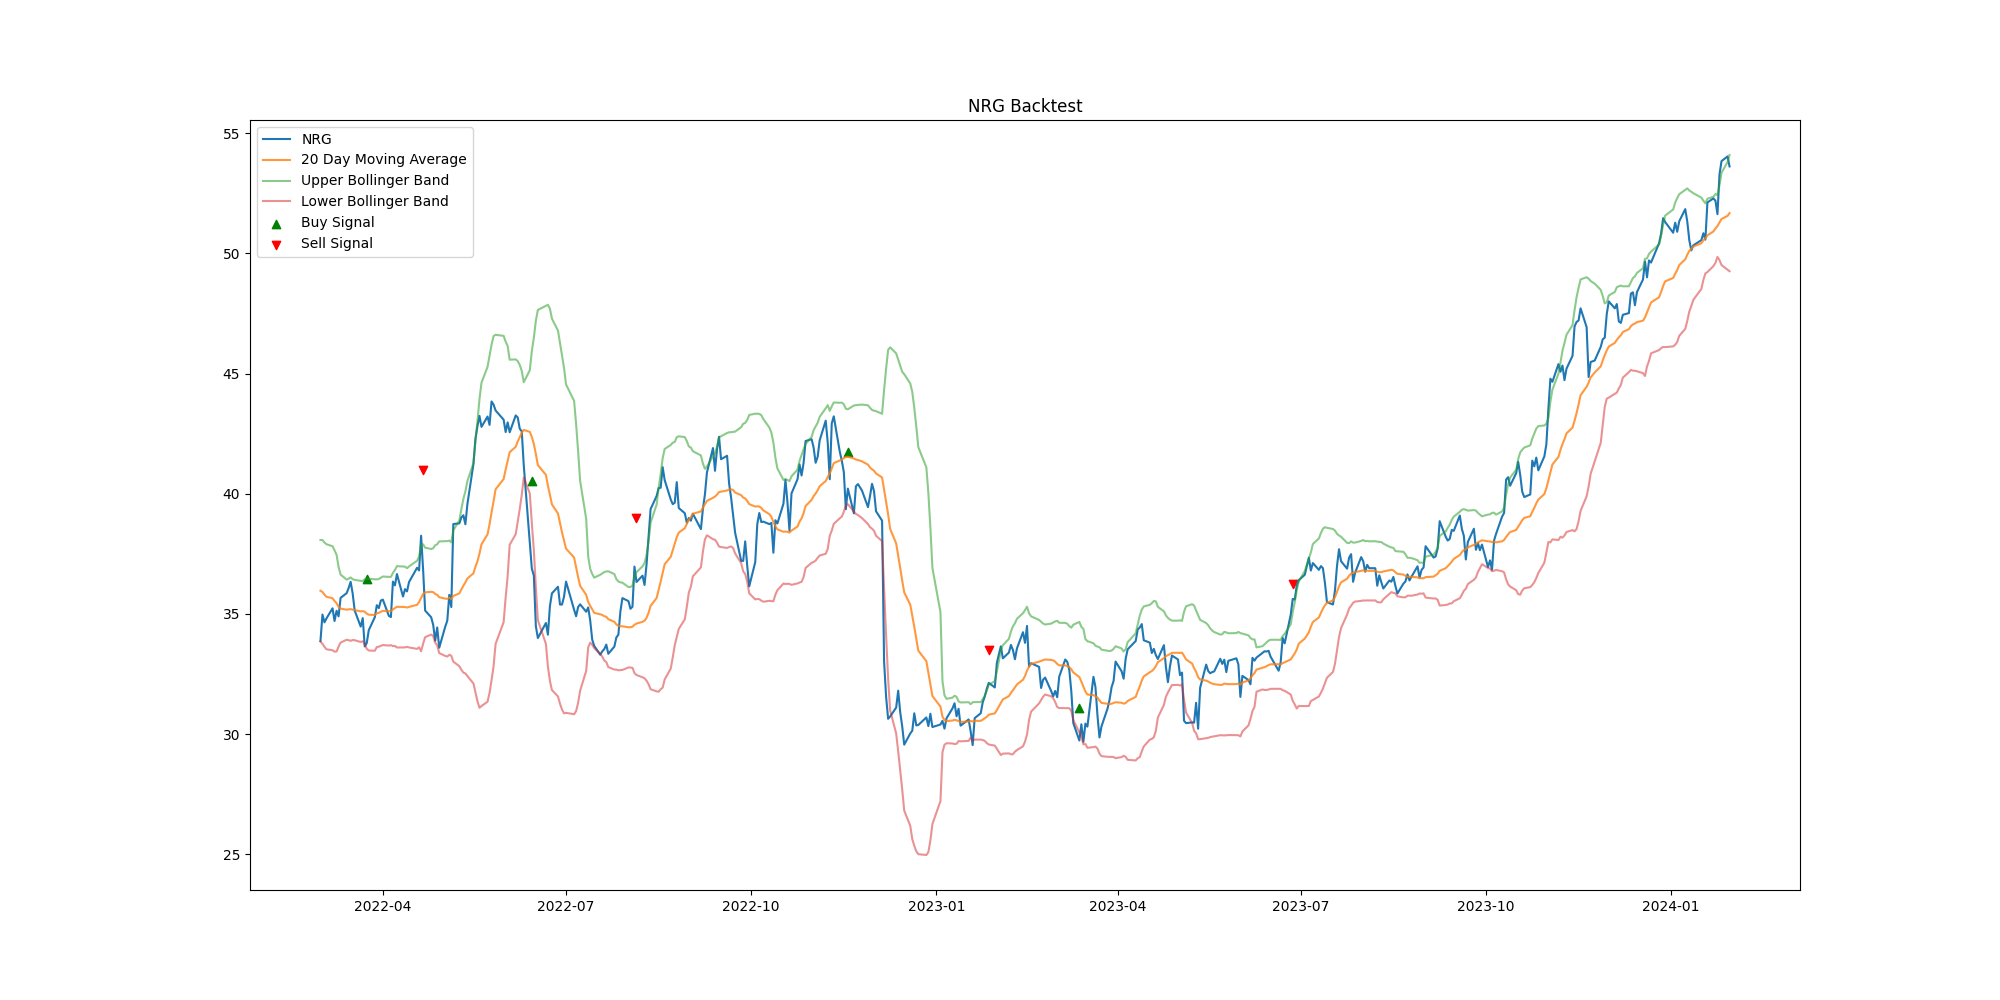 NRG Backtest
NRG
20 Day Moving Average
Upper Bollinger Band
Lower Bollinger Band
Buy Signal
Sell Signal
55
50
45
40
35
30
25
2022-04 2022-07 2022-10 2023-01 2023-04 2023-07 2023-10 2024-01